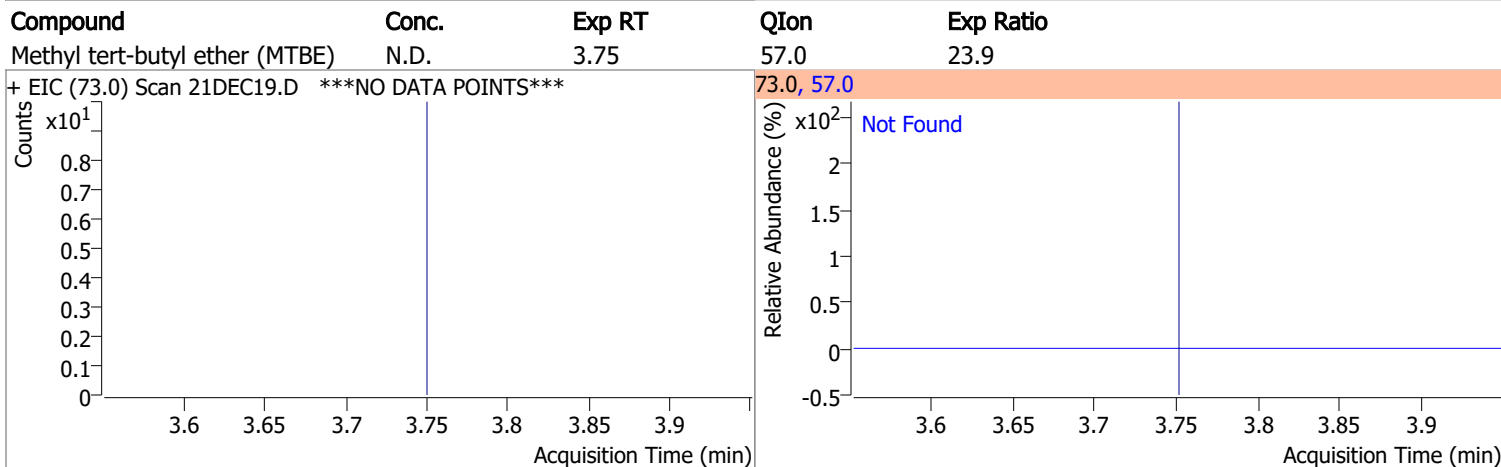 Compound Conc. Exp RT QIon Exp Ratio
Methyl tert-butyl ether (MTBE) N.D. 3.75 57.0 23.9
+ EIC (73.0) Scan 21DEC19.D ***NO DATA POINTS***
Counts
x10¹
0.8
0.7
0.6
0.5
0.4
0.3
0.2
0.1
0
3.6 3.65 3.7 3.75 3.8 3.85 3.9
Acquisition Time (min)
73.0, 57.0
Relative Abundance (%)
x10²
Not Found
2
1.5
1
0.5
0
-0.5
3.6 3.65 3.7 3.75 3.8 3.85 3.9
Acquisition Time (min)